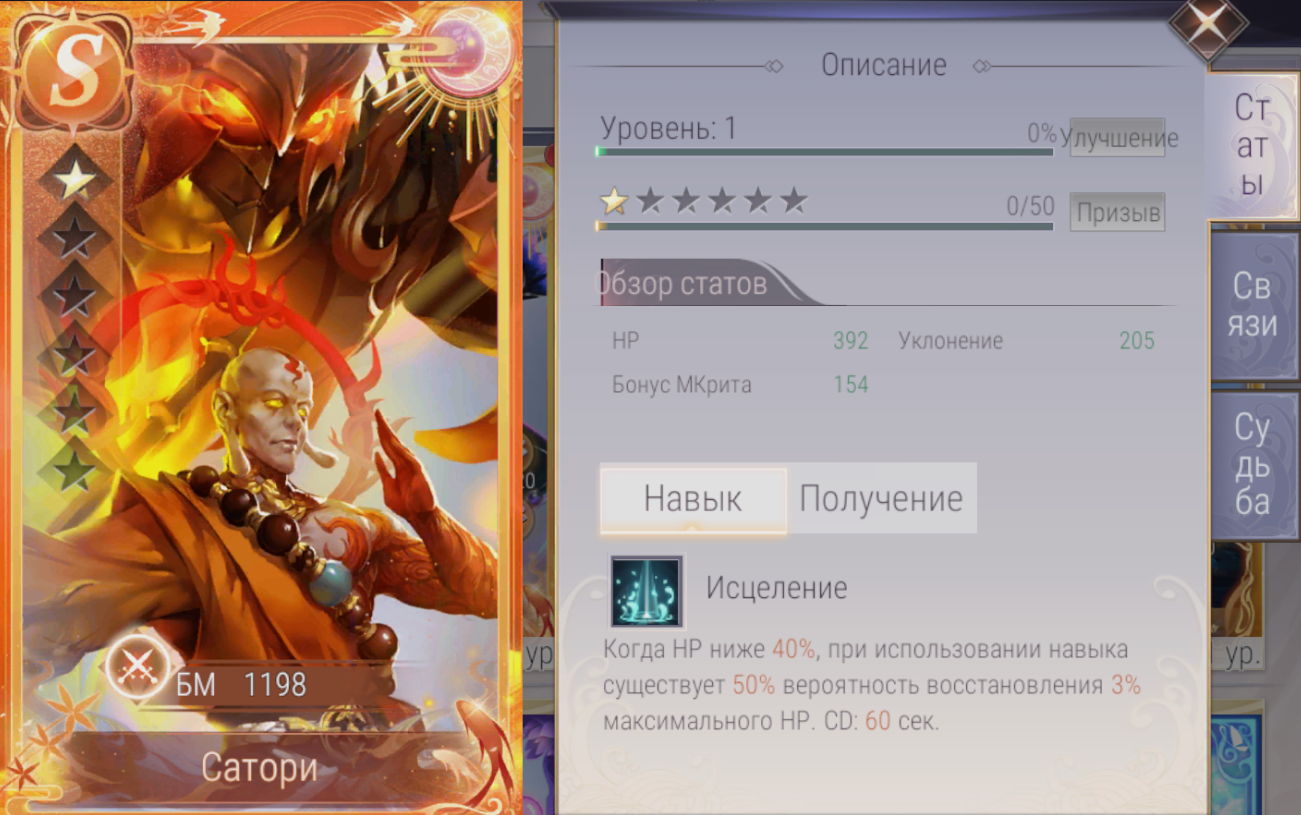 S
БМ 1198
Сатори
Описание
Уровень: 1
0%
Улучшение
0/50
Призыв
Обзор статов
HP 392 Уклонение 205
Бонус МКрита 154
Навык Получение
Исцеление
Когда HP ниже 40%, при использовании навыка
существует 50% вероятность восстановления 3%
максимального HP. CD: 60 сек.
Ст
ат
ы
Св
язи
Су
дь
ба
ур
ур.